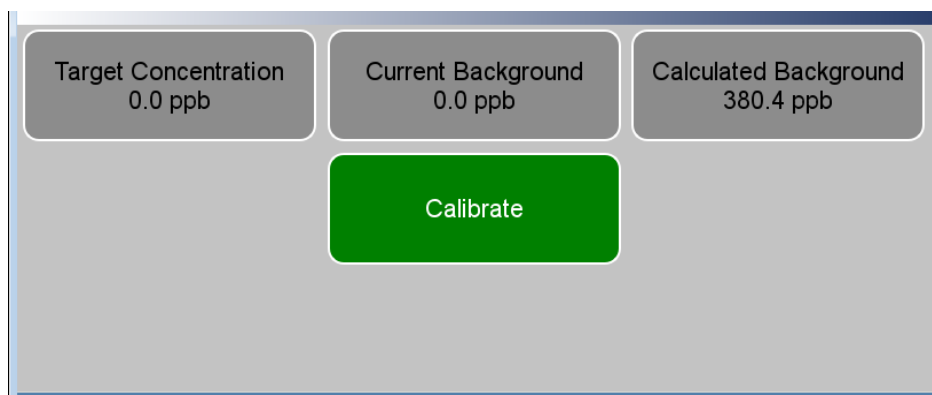 Target Concentration
0.0 ppb
Current Background
0.0 ppb
Calculated Background
380.4 ppb
Calibrate